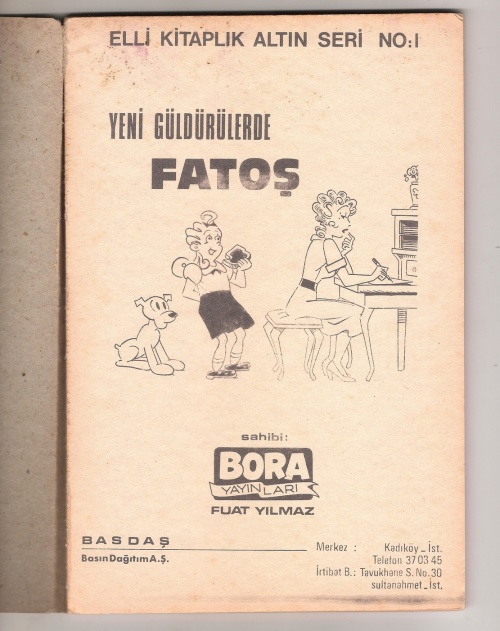 ELLİ KİTAPLIK ALTIN SERİ NO:1
YENİ GÜLDÜRÜLERDE
FATOŞ
sahibi:
BORA
YAYINLARI
FUAT YILMAZ
BASDAŞ
Basın Dağıtım A.Ş.
Merkez : Kadıköy _ İst.
Telefon 37 03 45
İrtibat B.: Tavukhane S. No. 30
sultanahmet _ İst.